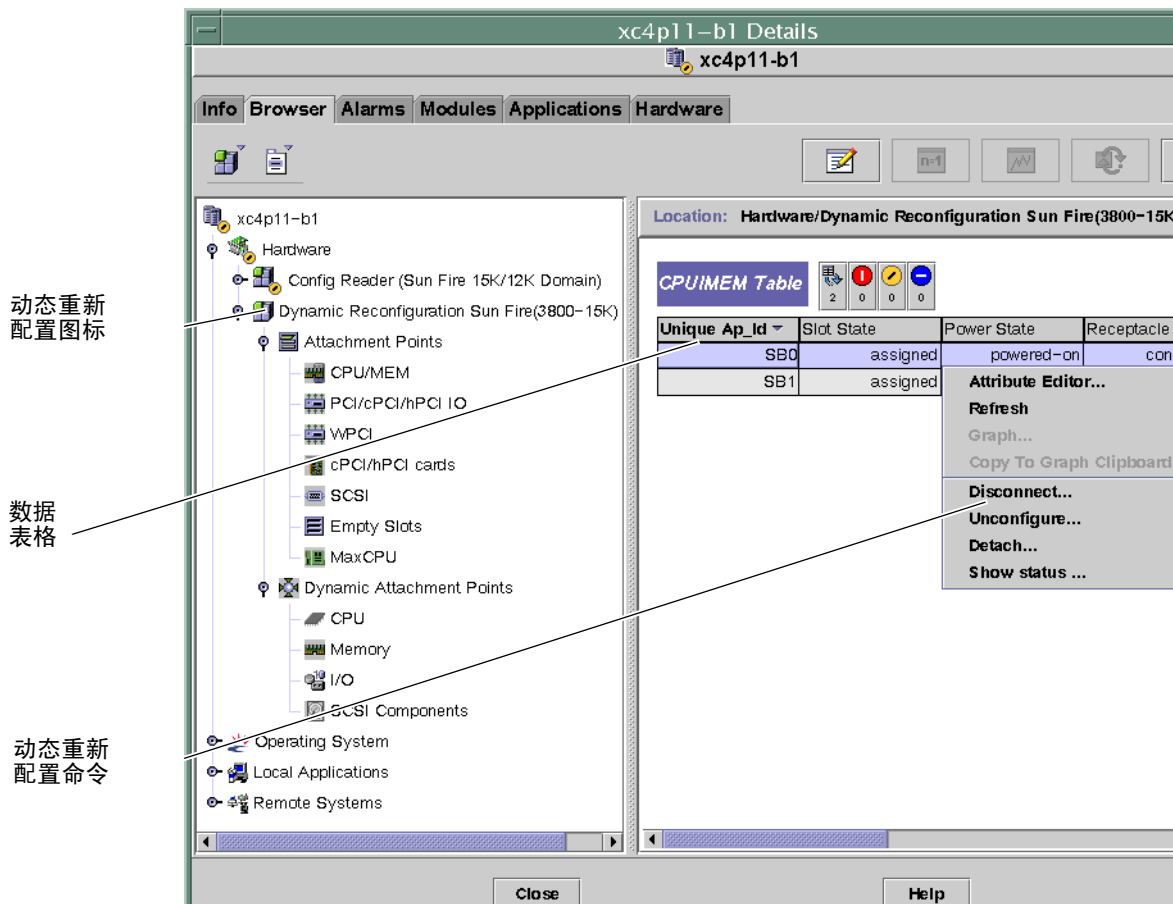 xc4p11-b1 Details
xc4p11-b1
Info Browser Alarms Modules Applications Hardware
n=1
xc4p11-b1
Hardware
Config Reader (Sun Fire 15K/12K Domain)
Dynamic Reconfiguration Sun Fire(3800-15K)
Attachment Points
CPU/MEM
PCI/cPCI/hPCI IO
WPCI
cPCI/hPCI cards
SCSI
Empty Slots
MaxCPU
Dynamic Attachment Points
CPU
Memory
I/O
SCSI Components
Operating System
Local Applications
Remote Systems
Location: Hardware/Dynamic Reconfiguration Sun Fire(3800-15K
CPU/MEM Table
2 0 0 0
Unique Ap_Id Slot State Power State Receptacle
SB0 assigned powered-on con
SB1 assigned
Attribute Editor...
Refresh
Graph...
Copy To Graph Clipboard
Disconnect...
Unconfigure...
Detach...
Show status ...
Close Help
动态重新
配置图标
数据
表格
动态重新
配置命令